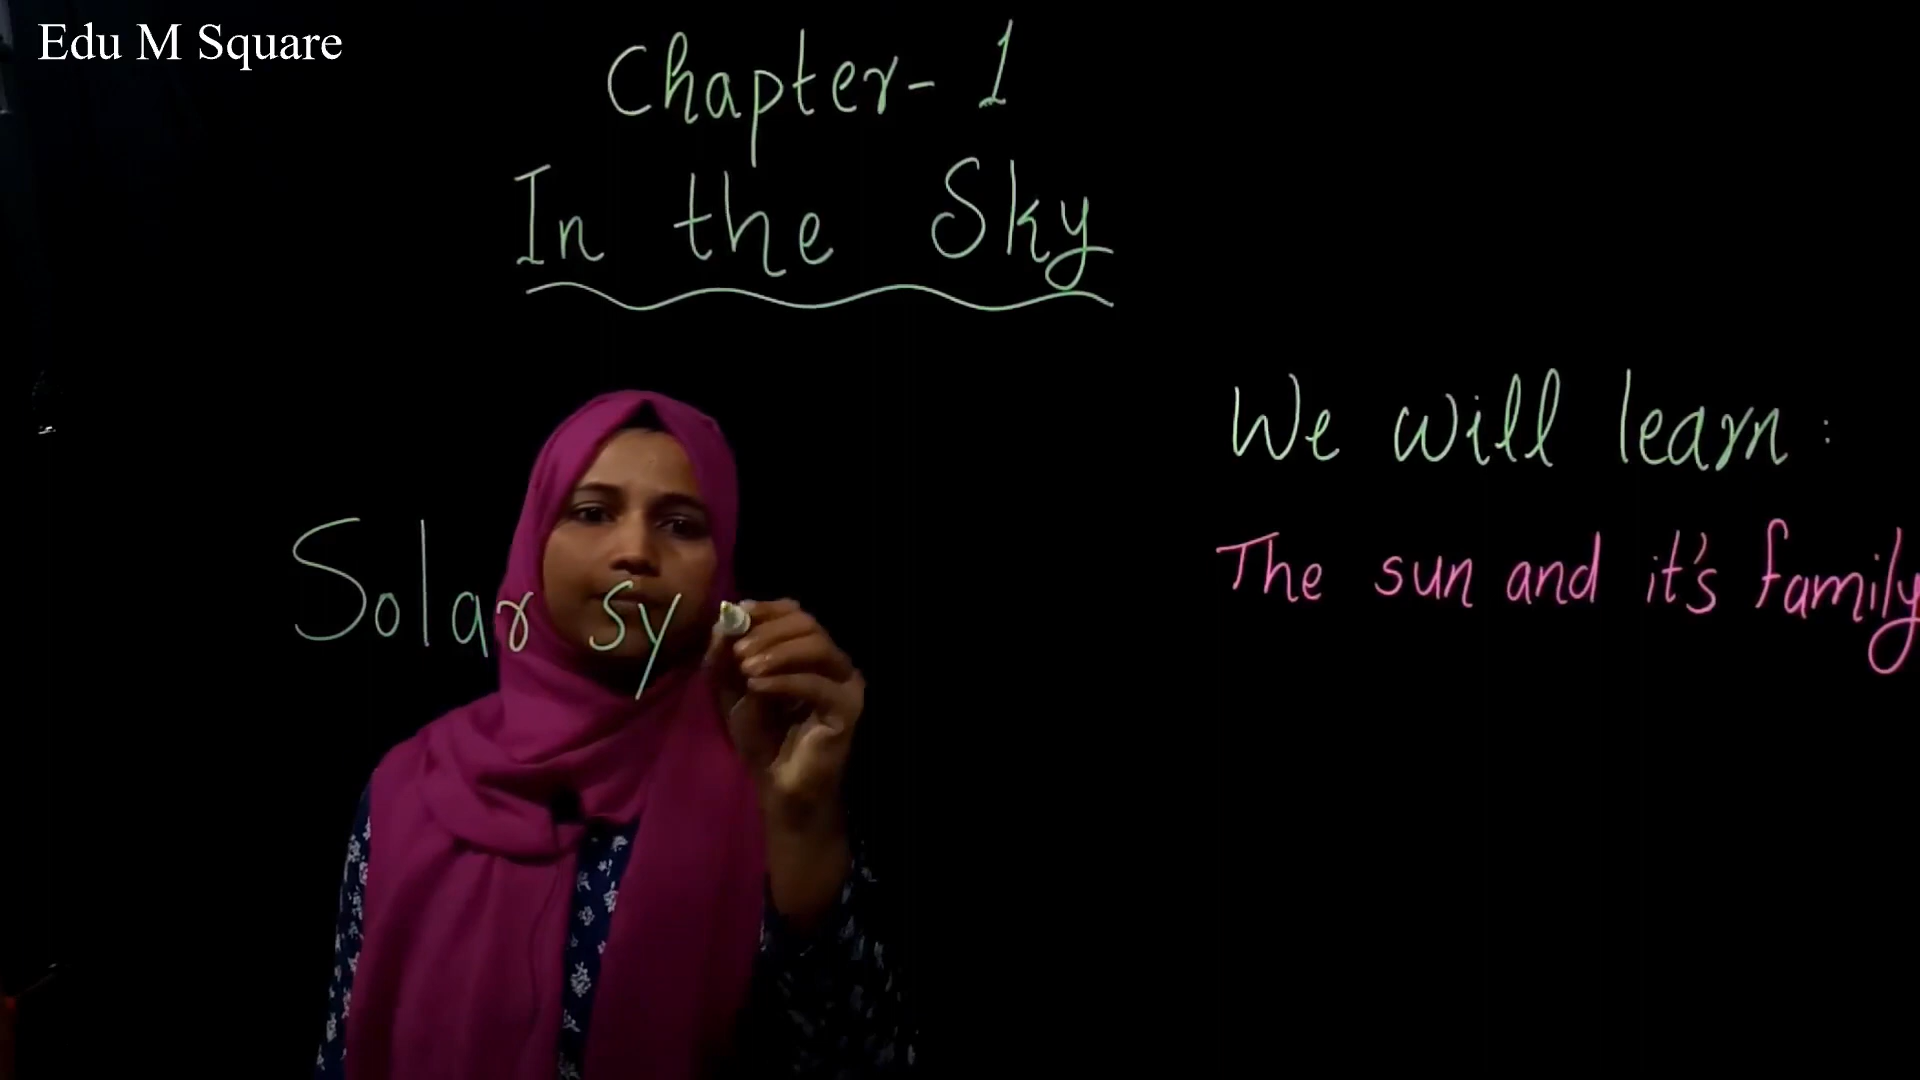 Edu M Square
Chapter- 1
In the Sky
We will learn :
The sun and it's family
Solar sy